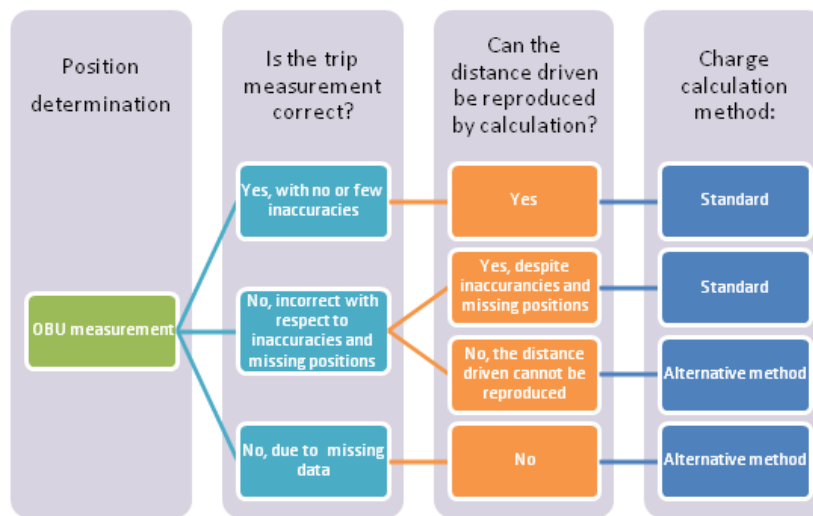 Position
determination
Is the trip
measurement
correct?
Can the
distance driven
be reproduced
by calculation?
Charge
calculation
method:
Yes, with no or few
inaccuracies
Yes
Standard
OBU measurement
No, incorrect with
respect to
inaccuracies and
missing positions
Yes, despite
inaccurancies and
missing positions
Standard
No, the distance
driven cannot be
reproduced
Alternative method
No, due to missing
data
No
Alternative method